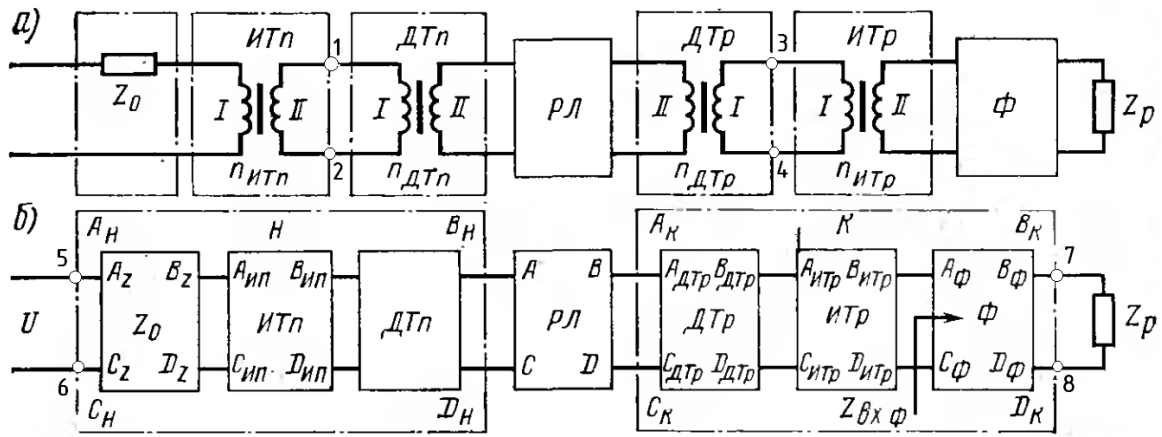 а) ИТп 1 ДТп ДТр 3 ИТр
Z₀ I II I II РЛ II I I II Ф Zр
nИТп 2 nДТп nДТр 4 nИТр
б) Aн Н Bн Aк К Bк
5 Az Bz Aип Bип A B AДТр BДТр AИТр BИТр Aф Bф 7
U Z₀ ИТп ДТп РЛ ДТр ИТр Ф Zр
6 Cz Dz Cип Dип C D CДТр DДТр CИТр DИТр Cф Dф 8
Cн Dн Cк Zвх ф Dк